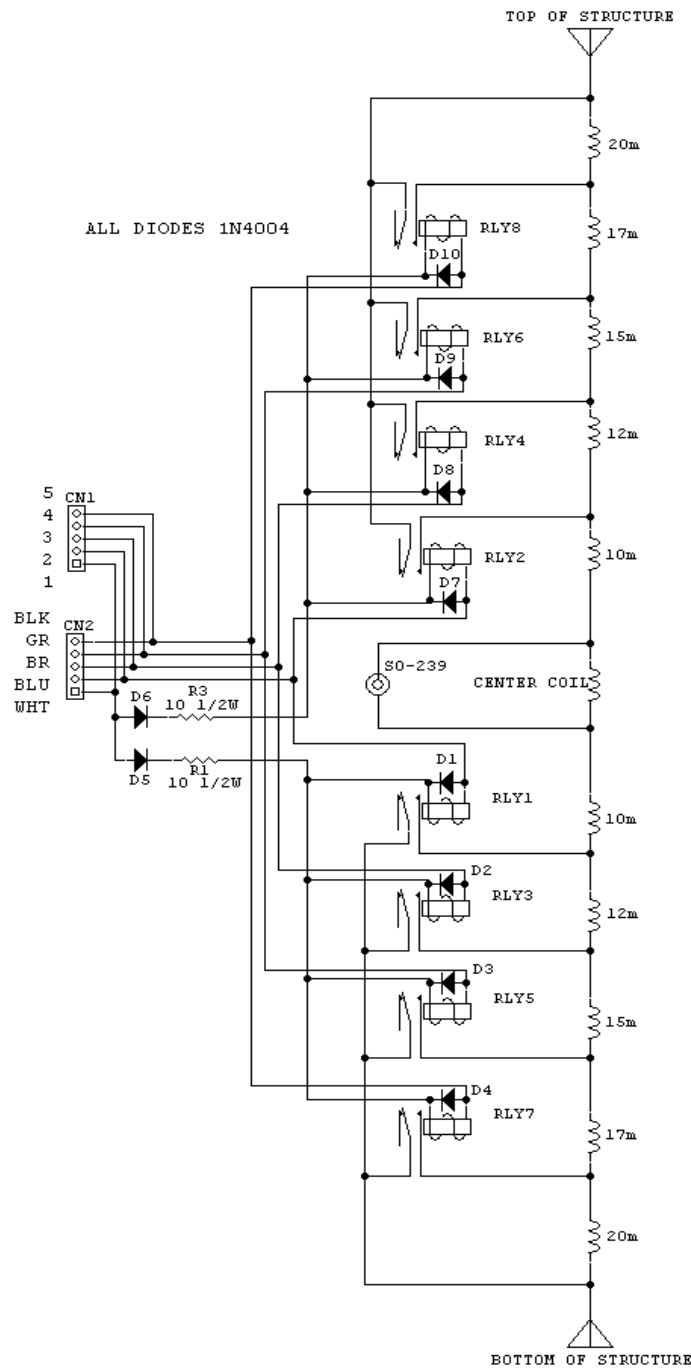 TOP OF STRUCTURE
20m
ALL DIODES 1N4004
RLY8
17m
D10
RLY6
15m
D9
RLY4
12m
D8
5
CN1
4
3
2
1
RLY2
10m
D7
BLK
CN2
GR
BR
BLU
WHT
SO-239
CENTER COIL
D6
R3
10 1/2W
D5
R1
10 1/2W
D1
RLY1
10m
D2
RLY3
12m
D3
RLY5
15m
D4
RLY7
17m
20m
BOTTOM OF STRUCTURE